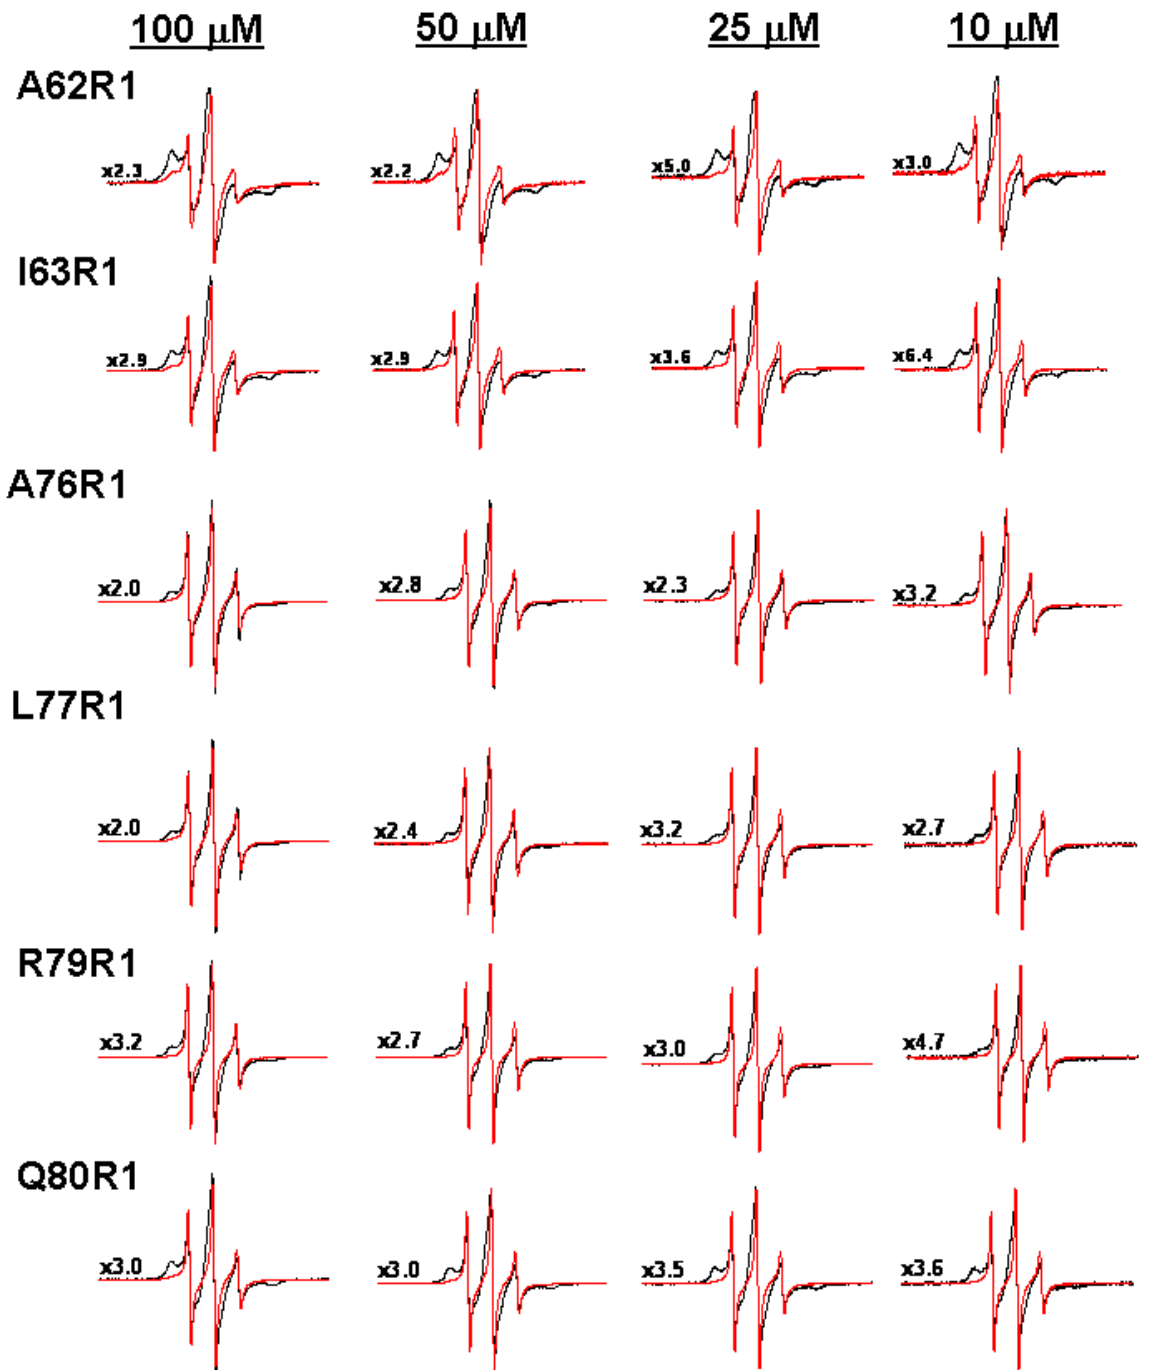 100 μM 50 μM 25 μM 10 μM
A62R1
x2.3 x2.2 x5.0 x3.0
I63R1
x2.9 x2.9 x3.6 x6.4
A76R1
x2.0 x2.8 x2.3 x3.2
L77R1
x2.0 x2.4 x3.2 x2.7
R79R1
x3.2 x2.7 x3.0 x4.7
Q80R1
x3.0 x3.0 x3.5 x3.6